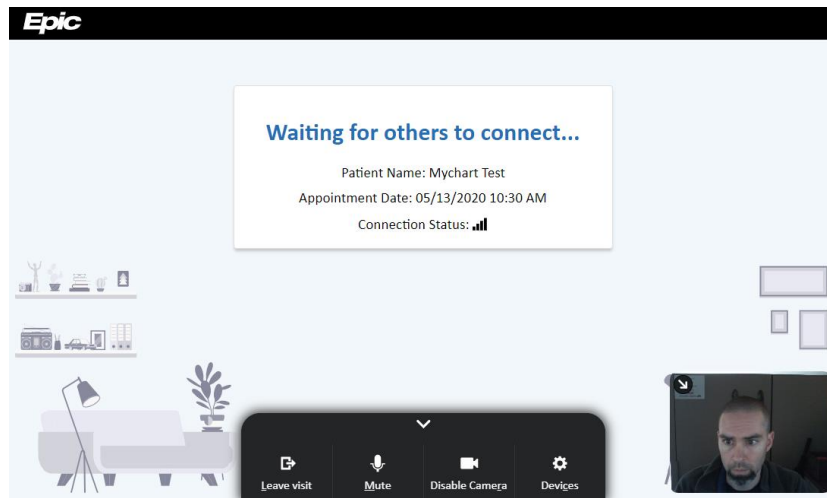 Epic
Waiting for others to connect...
Patient Name: Mychart Test
Appointment Date: 05/13/2020 10:30 AM
Connection Status:
Leave visit
Mute
Disable Camera
Devices